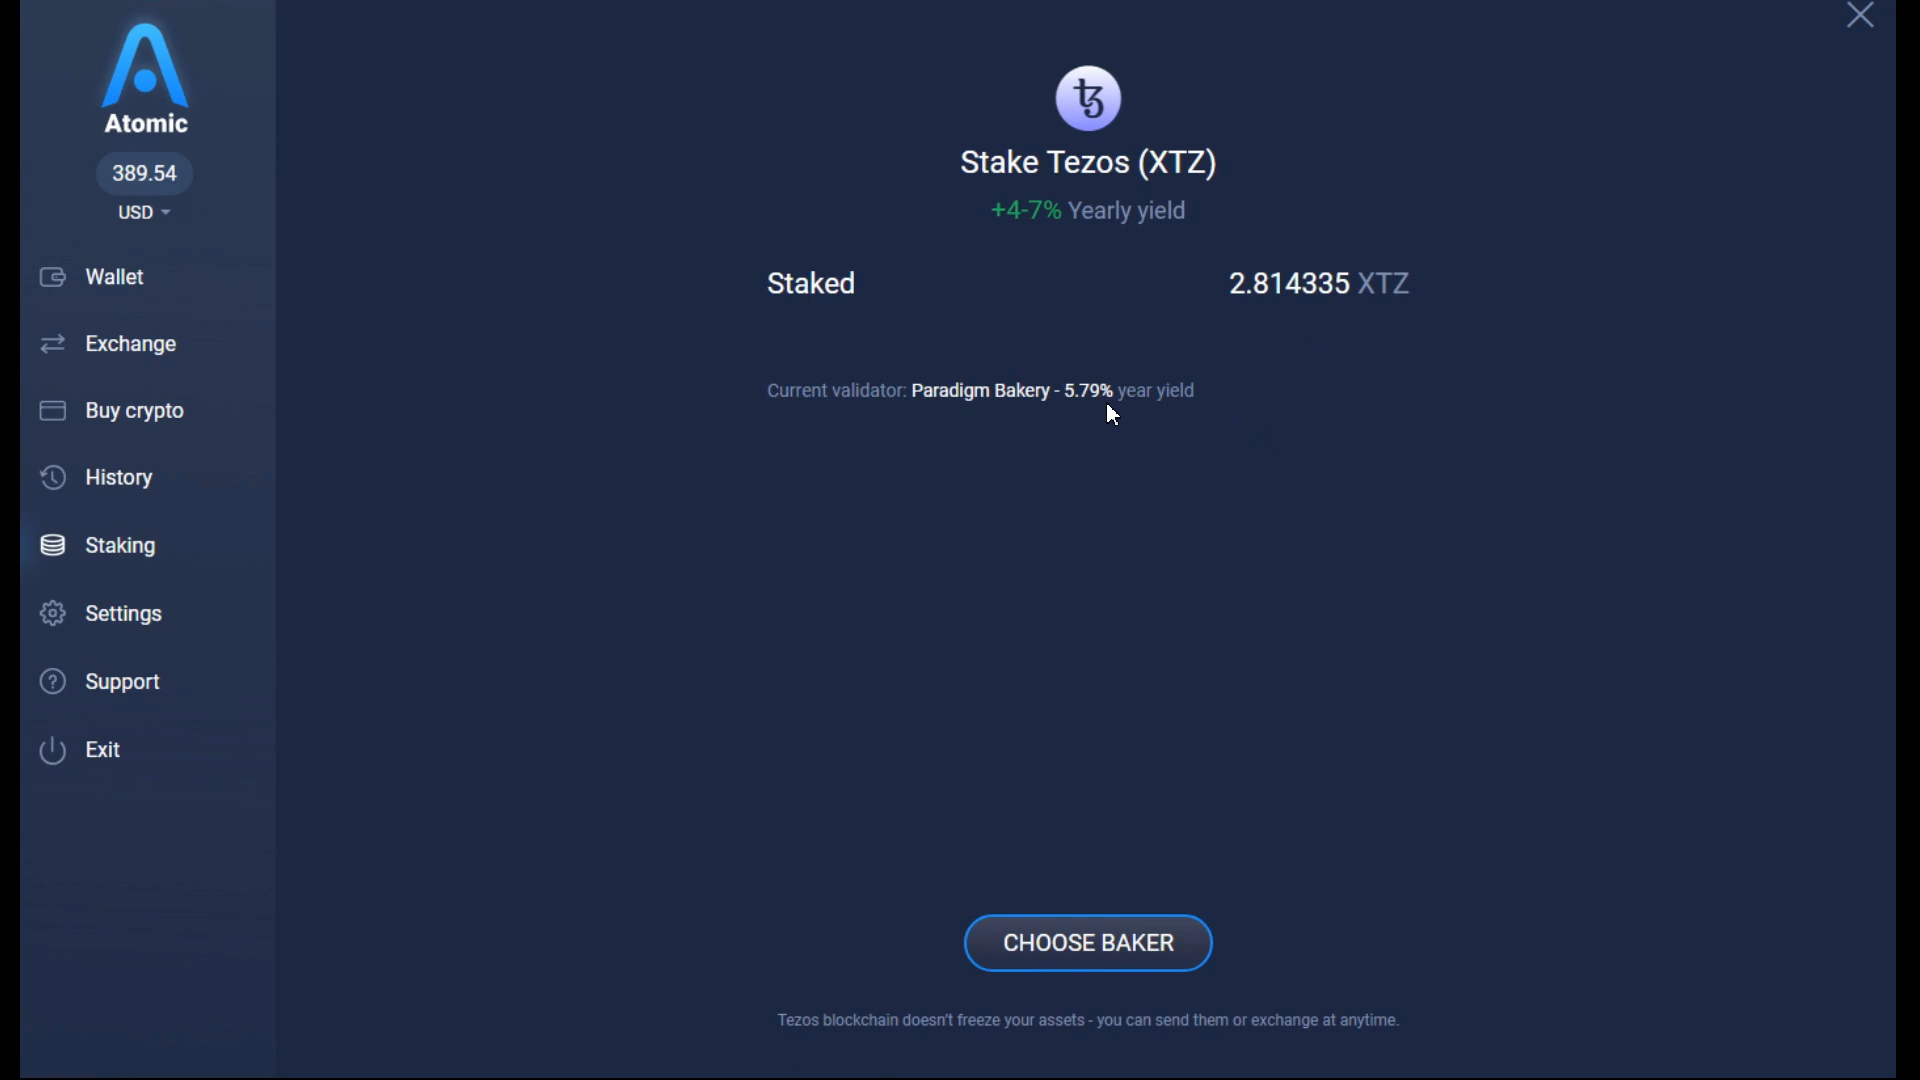 Atomic
389.54
USD
Wallet
Exchange
Buy crypto
History
Staking
Settings
Support
Exit
Stake Tezos (XTZ)
+4-7% Yearly yield
Staked 2.814335 XTZ
Current validator: Paradigm Bakery - 5.79% year yield
CHOOSE BAKER
Tezos blockchain doesn't freeze your assets - you can send them or exchange at anytime.